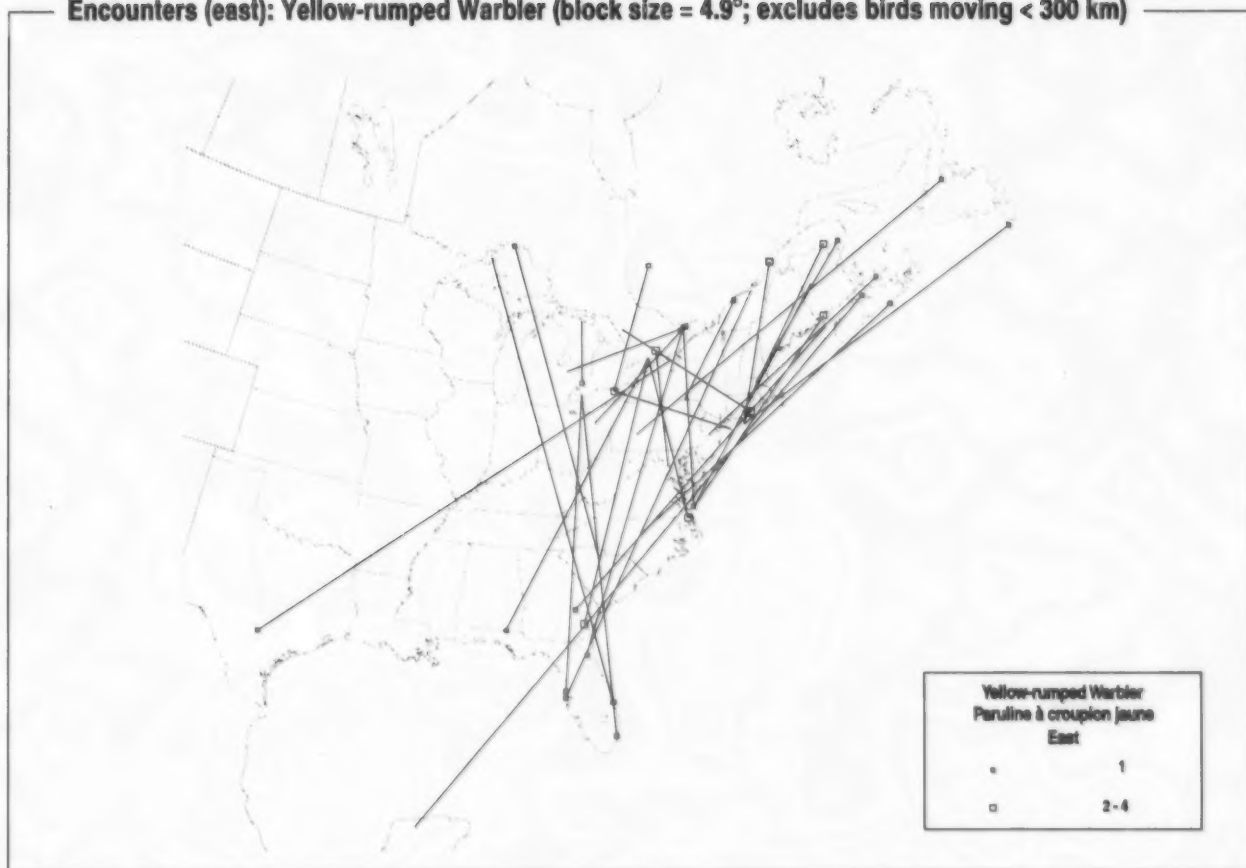 Encounters (east): Yellow-rumped Warbler (block size = 4.9°; excludes birds moving < 300 km)
Yellow-rumped Warbler
Paruline à croupion jaune
East
1
2 - 4